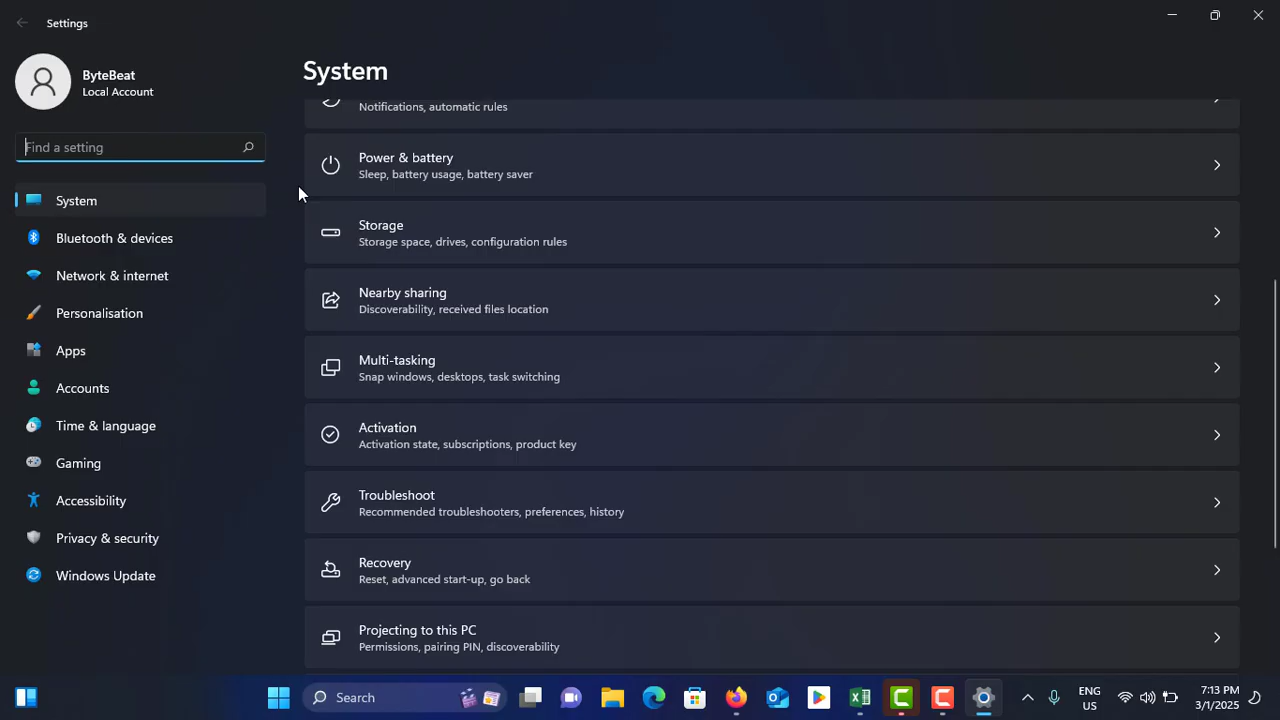 Settings
ByteBeat
Local Account
Find a setting
System
Bluetooth & devices
Network & internet
Personalisation
Apps
Accounts
Time & language
Gaming
Accessibility
Privacy & security
Windows Update
System
Notifications, automatic rules
Power & battery
Sleep, battery usage, battery saver
Storage
Storage space, drives, configuration rules
Nearby sharing
Discoverability, received files location
Multi-tasking
Snap windows, desktops, task switching
Activation
Activation state, subscriptions, product key
Troubleshoot
Recommended troubleshooters, preferences, history
Recovery
Reset, advanced start-up, go back
Projecting to this PC
Permissions, pairing PIN, discoverability
Search
ENG
US
7:13 PM
3/1/2025